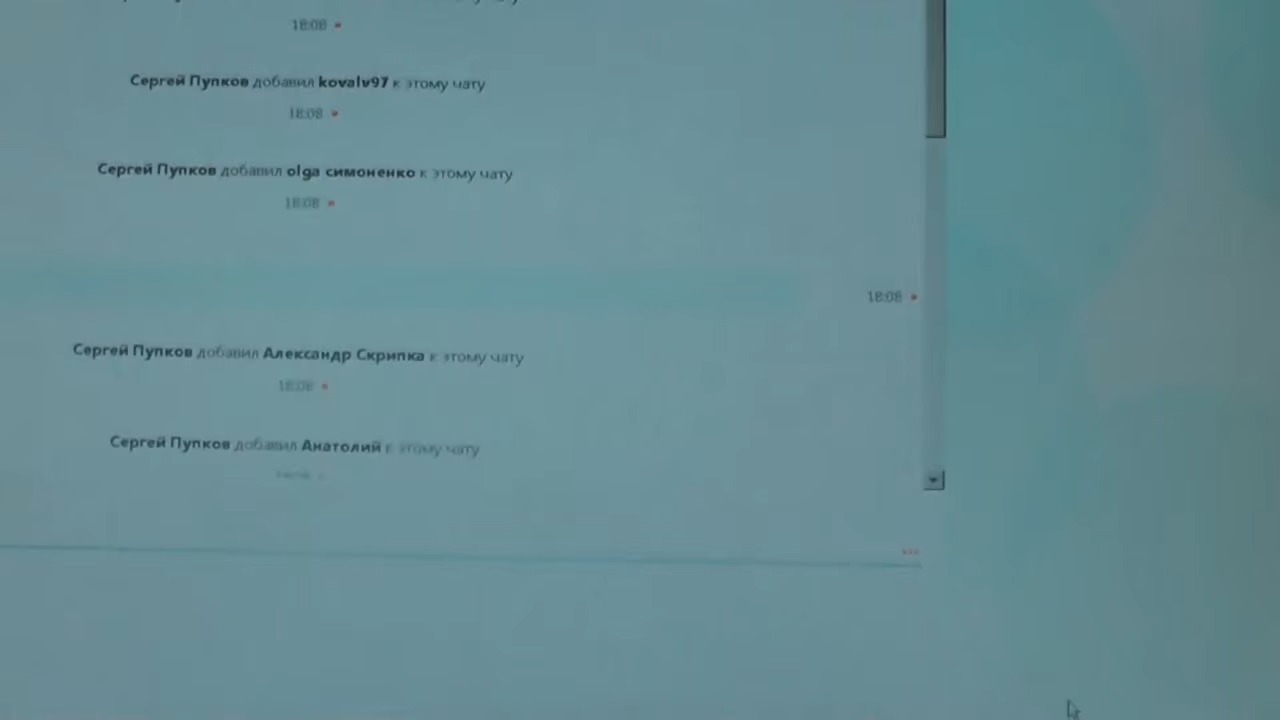 18:08
Сергей Пупков добавил kovalv97 к этому чату
18:08
Сергей Пупков добавил olga симоненко к этому чату
18:08
18:08
Сергей Пупков добавил Александр Скрипка к этому чату
18:08
Сергей Пупков добавил Анатолий к этому чату